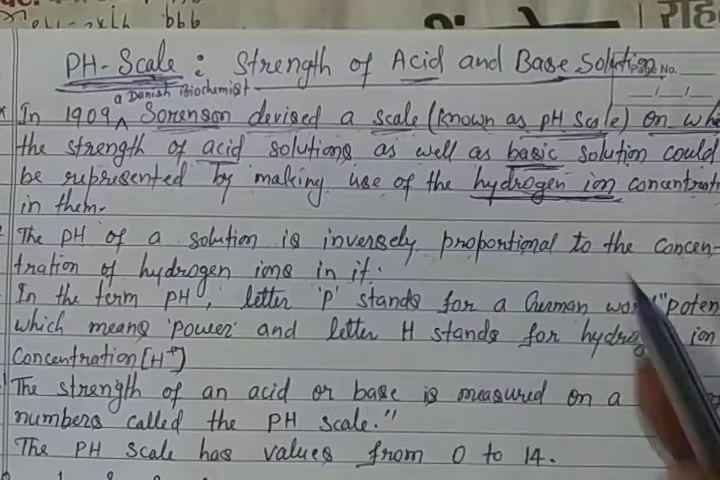 bbb
राह
PH-Scale : Strength of Acid and Base Solution
Page No.
a Danish Biochemist
In 1909 ^ Sorenson devised a scale (known as pH scale) on
the strength of acid solutions as well as basic solution could
be represented by making use of the hydrogen ion concentrat
in them.
The PH of a solution is inversely proportional to the concen-
tration of hydrogen ions in it.
In the term PH, letter 'P' stands for a German "poten
which means 'power' and letter H stands for ion
concentration [H+]
The strength of an acid or base is measured on a
numbers called the PH scale."
The PH Scale has values from 0 to 14.